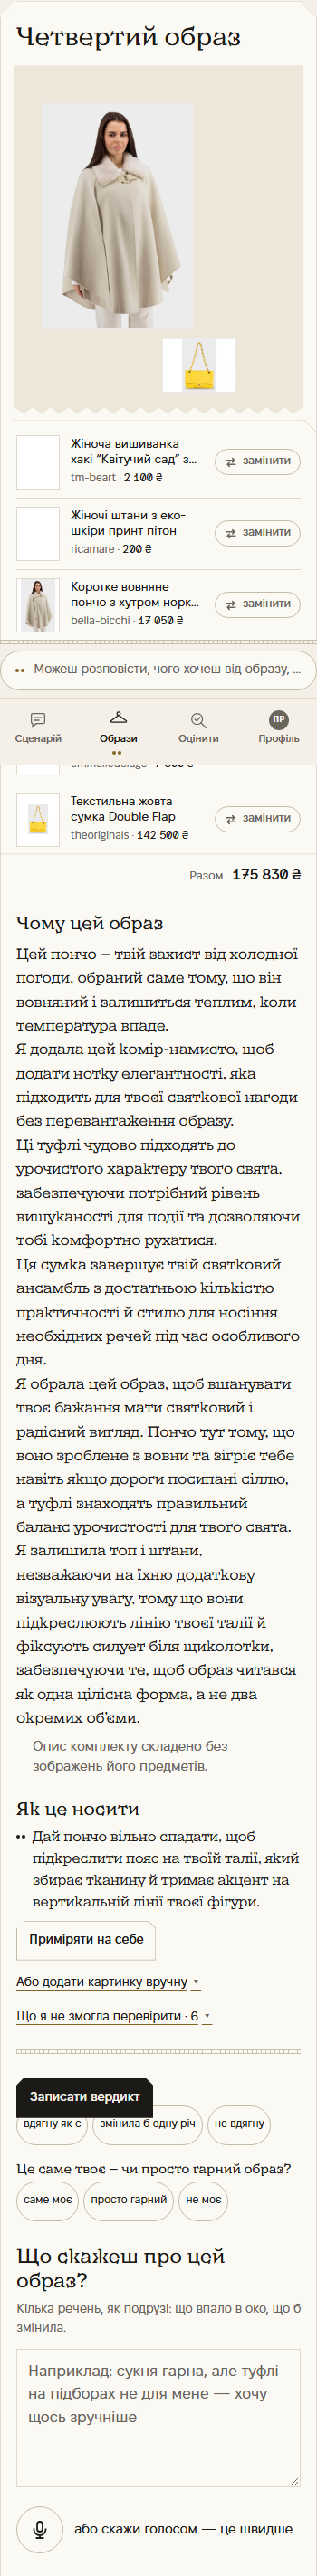 Четвертий образ
Жіноча вишиванка
хакі “Квітучий сад” з...
tm-beart · 2 100 ₴
замінити
Жіночі штани з еко-
шкіри принт пітон
ricamare · 200 ₴
замінити
Коротке вовняне
пончо з хутром норк...
bella-bicchi · 17 050 ₴
замінити
Можеш розповісти, чого хочеш від образу, ...
Сценарій
Образи
Оцінити
ПР
Профіль
Текстильна жовта
сумка Double Flap
theoriginals · 142 500 ₴
замінити
Разом 175 830 ₴
Чому цей образ
Цей пончо — твій захист від холодної
погоди, обраний саме тому, що він
вовняний і залишиться теплим, коли
температура впаде.
Я додала цей комір-намисто, щоб
додати нотку елегантності, яка
підходить для твоєї святкової нагоди
без перевантаження образу.
Ці туфлі чудово підходять до
урочистого характеру твого свята,
забезпечуючи потрібний рівень
вишуканості для події та дозволяючи
тобі комфортно рухатися.
Ця сумка завершує твій святковий
ансамбль з достатньою кількістю
практичності й стилю для носіння
необхідних речей під час особливого
дня.
Я обрала цей образ, щоб вшанувати
твоє бажання мати святковий і
радісний вигляд. Пончо тут тому, що
воно зроблене з вовни та зігріє тебе
навіть якщо дороги посипані сіллю,
а туфлі знаходять правильний
баланс урочистості для твого свята.
Я залишила топ і штани,
незважаючи на їхню додаткову
візуальну увагу, тому що вони
підкреслюють лінію твоєї талії й
фіксують силует біля щиколотки,
забезпечуючи те, щоб образ читався
як одна цілісна форма, а не два
окремих об'єми.
Опис комплекту складено без
зображень його предметів.
Як це носити
Дай пончо вільно спадати, щоб
підкреслити пояс на твоїй талії, який
збирає тканину й тримає акцент на
вертикальній лінії твоєї фігури.
Приміряти на себе
Або додати картинку вручну
Що я не змогла перевірити · 6
Записати вердикт
вдягну як є
змінила б одну річ
не вдягну
Це саме твоє — чи просто гарний образ?
саме моє
просто гарний
не моє
Що скажеш про цей
образ?
Кілька речень, як подрузі: що впало в око, що б
змінила.
Наприклад: сукня гарна, але туфлі
на підборах не для мене — хочу
щось зручніше
або скажи голосом — це швидше